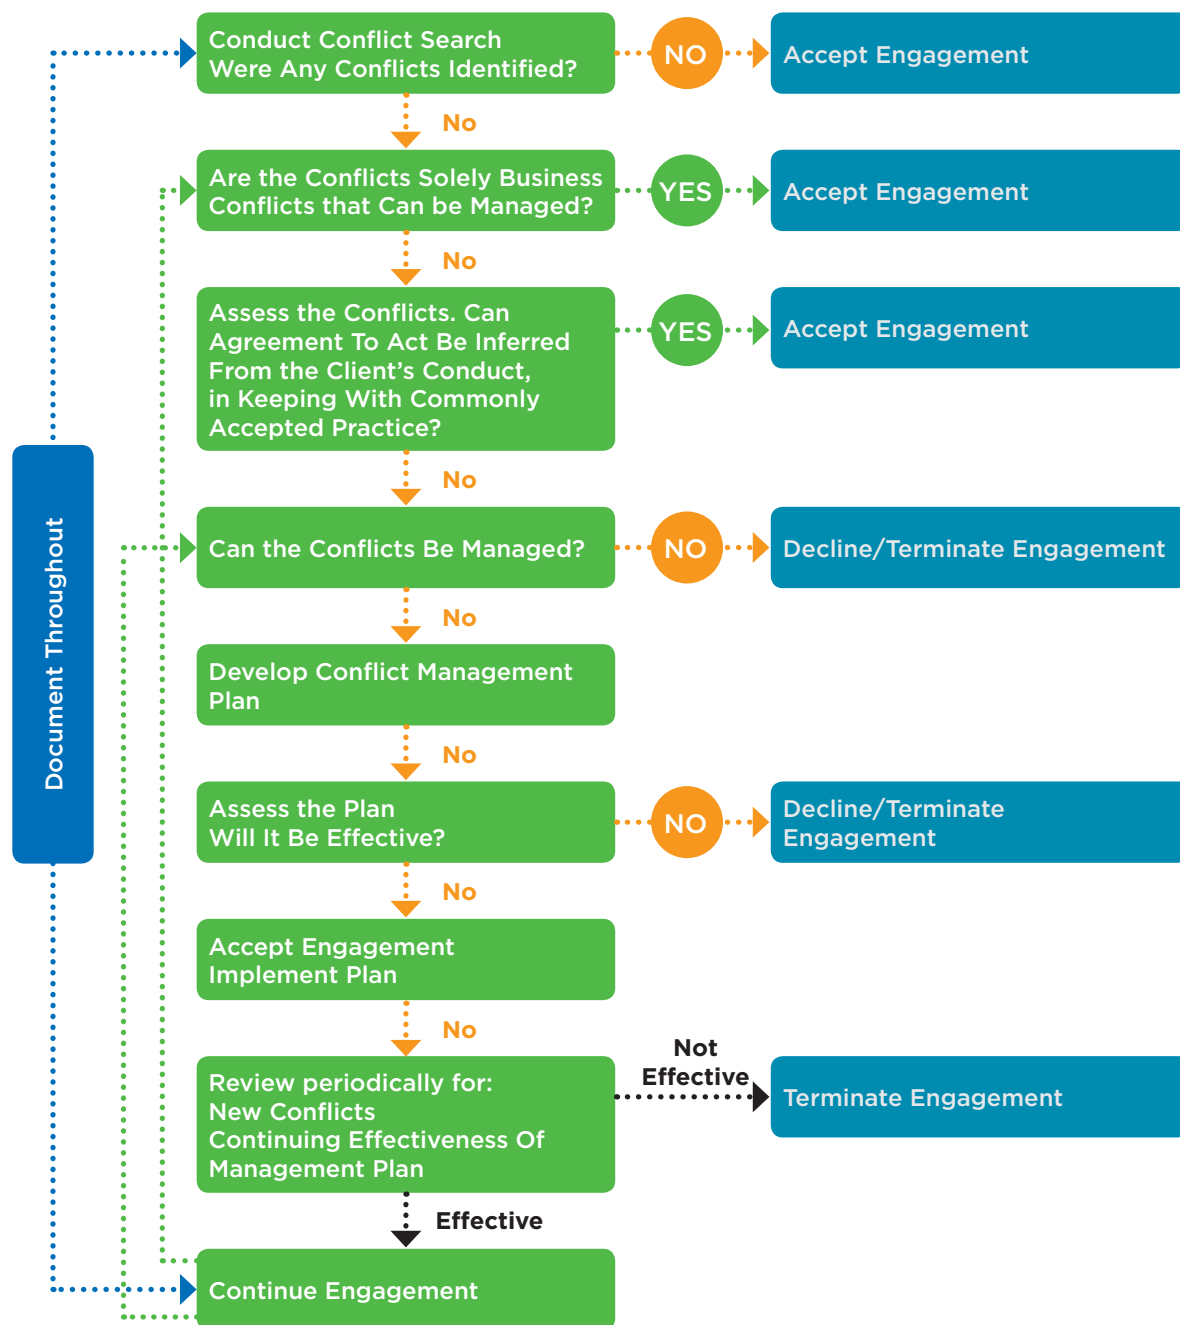 Conduct Conflict Search
Were Any Conflicts Identified?
NO
Accept Engagement
No
Are the Conflicts Solely Business
Conflicts that Can be Managed?
YES
Accept Engagement
No
Assess the Conflicts. Can
Agreement To Act Be Inferred
From the Client’s Conduct,
in Keeping With Commonly
Accepted Practice?
YES
Accept Engagement
No
Document Throughout
Can the Conflicts Be Managed?
NO
Decline/Terminate Engagement
No
Develop Conflict Management
Plan
No
Assess the Plan
Will It Be Effective?
NO
Decline/Terminate
Engagement
No
Accept Engagement
Implement Plan
No
Review periodically for:
New Conflicts
Continuing Effectiveness Of
Management Plan
Not
Effective
Terminate Engagement
Effective
Continue Engagement